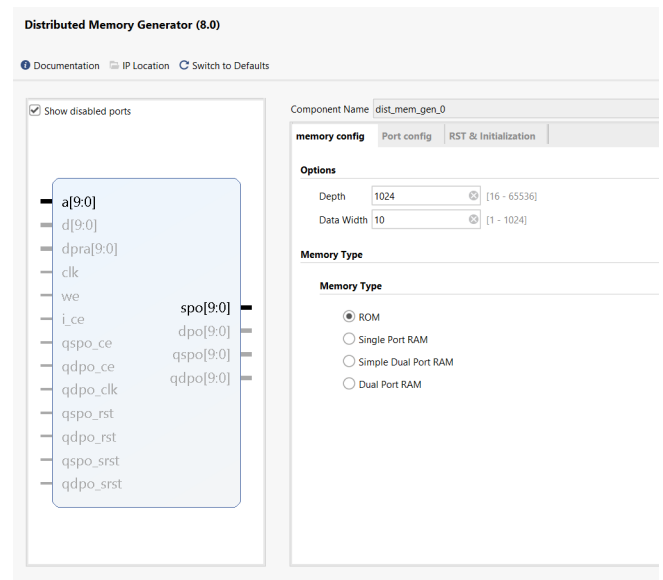 Distributed Memory Generator (8.0)
Documentation IP Location Switch to Defaults
Show disabled ports
a[9:0]
d[9:0]
dpra[9:0]
clk
we
i_ce
qspo_ce
qdpo_ce
qdpo_clk
qspo_rst
qdpo_rst
qspo_srst
qdpo_srst
spo[9:0]
dpo[9:0]
qspo[9:0]
qdpo[9:0]
Component Name dist_mem_gen_0
memory config Port config RST & Initialization
Options
Depth 1024 [16 - 65536]
Data Width 10 [1 - 1024]
Memory Type
Memory Type
ROM
Single Port RAM
Simple Dual Port RAM
Dual Port RAM